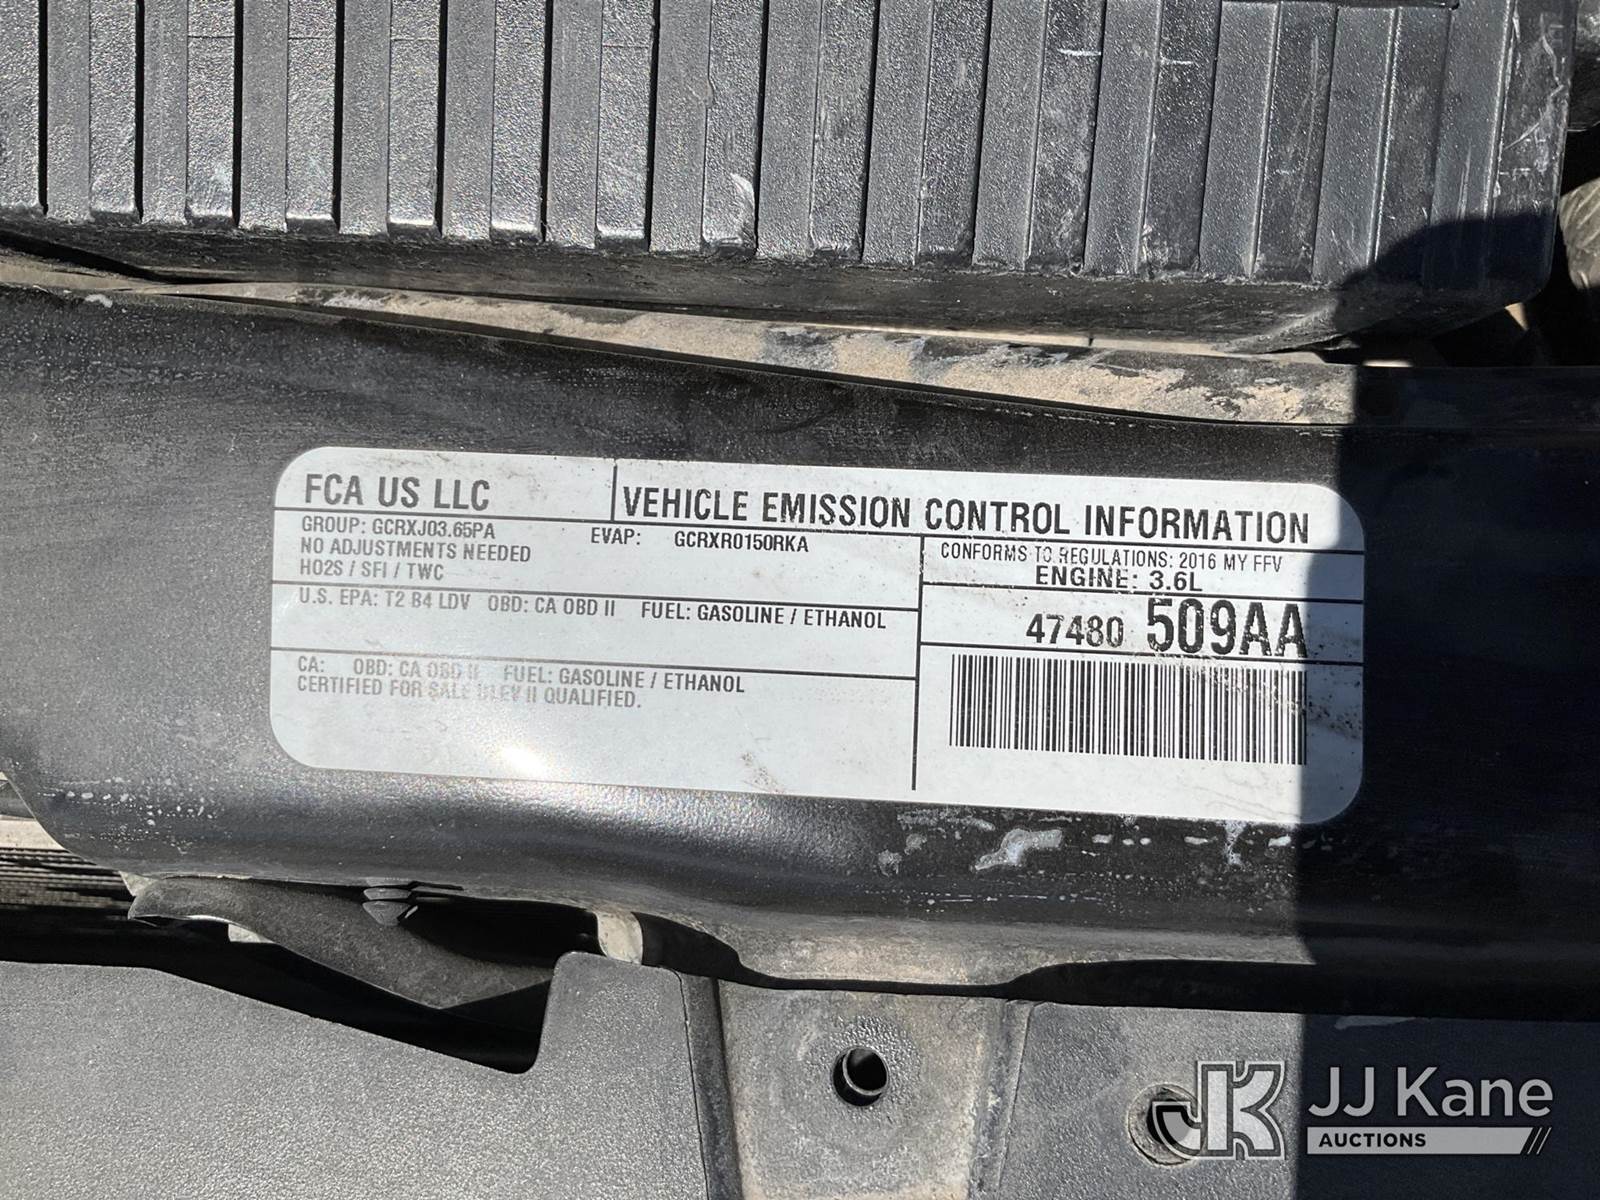 FCA US LLC
VEHICLE EMISSION CONTROL INFORMATION
GROUP: GCRXJ03.65PA
EVAP: GCRXR0150RKA
NO ADJUSTMENTS NEEDED
HO2S / SFI / TWC
CONFORMS TO REGULATIONS: 2016 MY FFV
ENGINE: 3.6L
U.S. EPA: T2 B4 LDV OBD: CA OBD II FUEL: GASOLINE / ETHANOL
47480 509AA
CA: OBD: CA OBD II FUEL: GASOLINE / ETHANOL
CERTIFIED FOR SALE ULEV II QUALIFIED.
JJ Kane
AUCTIONS